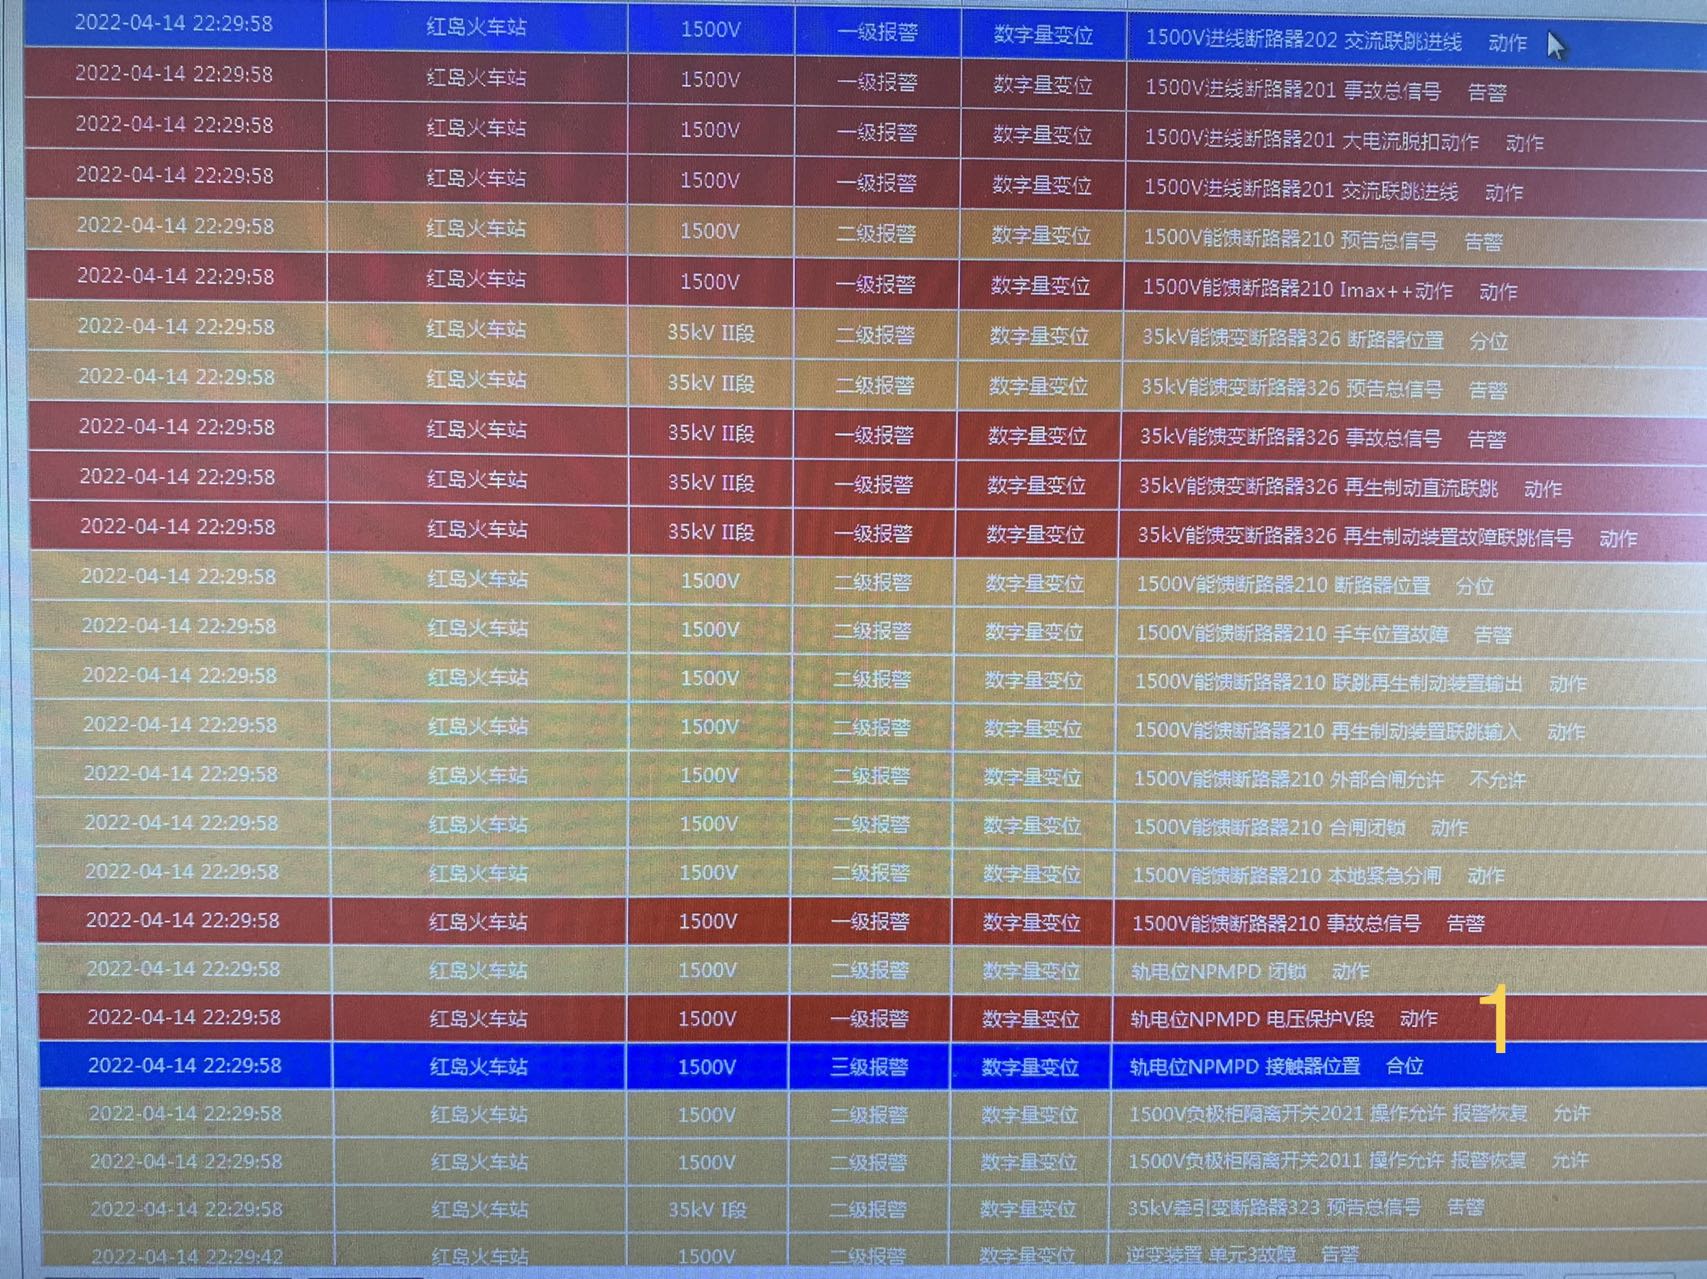 2022-04-14 22:29:58 红岛火车站 1500V 一级报警 数字量变位 1500V进线断路器202 交流联跳进线 动作
2022-04-14 22:29:58 红岛火车站 1500V 一级报警 数字量变位 1500V进线断路器201 事故总信号 告警
2022-04-14 22:29:58 红岛火车站 1500V 一级报警 数字量变位 1500V进线断路器201 大电流脱扣动作 动作
2022-04-14 22:29:58 红岛火车站 1500V 一级报警 数字量变位 1500V进线断路器201 交流联跳进线 动作
2022-04-14 22:29:58 红岛火车站 1500V 二级报警 数字量变位 1500V能馈断路器210 预告总信号 告警
2022-04-14 22:29:58 红岛火车站 1500V 一级报警 数字量变位 1500V能馈断路器210 Imax++动作 动作
2022-04-14 22:29:58 红岛火车站 35kV II段 二级报警 数字量变位 35kV能馈变断路器326 断路器位置 分位
2022-04-14 22:29:58 红岛火车站 35kV II段 二级报警 数字量变位 35kV能馈变断路器326 预告总信号 告警
2022-04-14 22:29:58 红岛火车站 35kV II段 一级报警 数字量变位 35kV能馈变断路器326 事故总信号 告警
2022-04-14 22:29:58 红岛火车站 35kV II段 一级报警 数字量变位 35kV能馈变断路器326 再生制动直流联跳 动作
2022-04-14 22:29:58 红岛火车站 35kV II段 一级报警 数字量变位 35kV能馈变断路器326 再生制动装置故障联跳信号 动作
2022-04-14 22:29:58 红岛火车站 1500V 二级报警 数字量变位 1500V能馈断路器210 断路器位置 分位
2022-04-14 22:29:58 红岛火车站 1500V 二级报警 数字量变位 1500V能馈断路器210 手车位置故障 告警
2022-04-14 22:29:58 红岛火车站 1500V 二级报警 数字量变位 1500V能馈断路器210 联跳再生制动装置输出 动作
2022-04-14 22:29:58 红岛火车站 1500V 二级报警 数字量变位 1500V能馈断路器210 再生制动装置联跳输入 动作
2022-04-14 22:29:58 红岛火车站 1500V 二级报警 数字量变位 1500V能馈断路器210 外部合闸允许 不允许
2022-04-14 22:29:58 红岛火车站 1500V 二级报警 数字量变位 1500V能馈断路器210 合闸闭锁 动作
2022-04-14 22:29:58 红岛火车站 1500V 二级报警 数字量变位 1500V能馈断路器210 本地紧急分闸 动作
2022-04-14 22:29:58 红岛火车站 1500V 一级报警 数字量变位 1500V能馈断路器210 事故总信号 告警
2022-04-14 22:29:58 红岛火车站 1500V 二级报警 数字量变位 轨电位NPMPD 闭锁 动作
2022-04-14 22:29:58 红岛火车站 1500V 一级报警 数字量变位 轨电位NPMPD 电压保护V段 动作 1
2022-04-14 22:29:58 红岛火车站 1500V 三级报警 数字量变位 轨电位NPMPD 接触器位置 合位
2022-04-14 22:29:58 红岛火车站 1500V 二级报警 数字量变位 1500V负极柜隔离开关2021 操作允许 报警恢复 允许
2022-04-14 22:29:58 红岛火车站 1500V 二级报警 数字量变位 1500V负极柜隔离开关2011 操作允许 报警恢复 允许
2022-04-14 22:29:58 红岛火车站 35kV I段 二级报警 数字量变位 35kV牵引变断路器323 预告总信号 告警
2022-04-14 22:29:42 红岛火车站 1500V 二级报警 数字量变位 逆变装置 单元3故障 告警